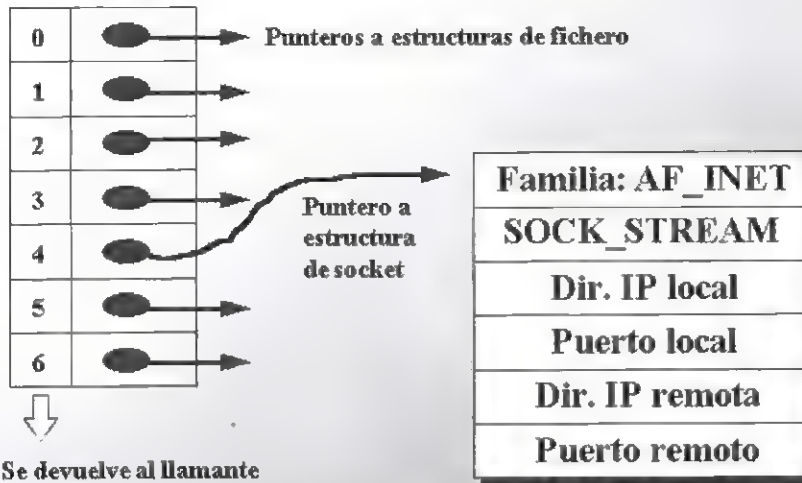 0
Punteros a estructuras de fichero
1
2
3
Puntero a
estructura
de socket
4
5
6
Se devuelve al llamante
Familia: AF_INET
SOCK_STREAM
Dir. IP local
Puerto local
Dir. IP remota
Puerto remoto